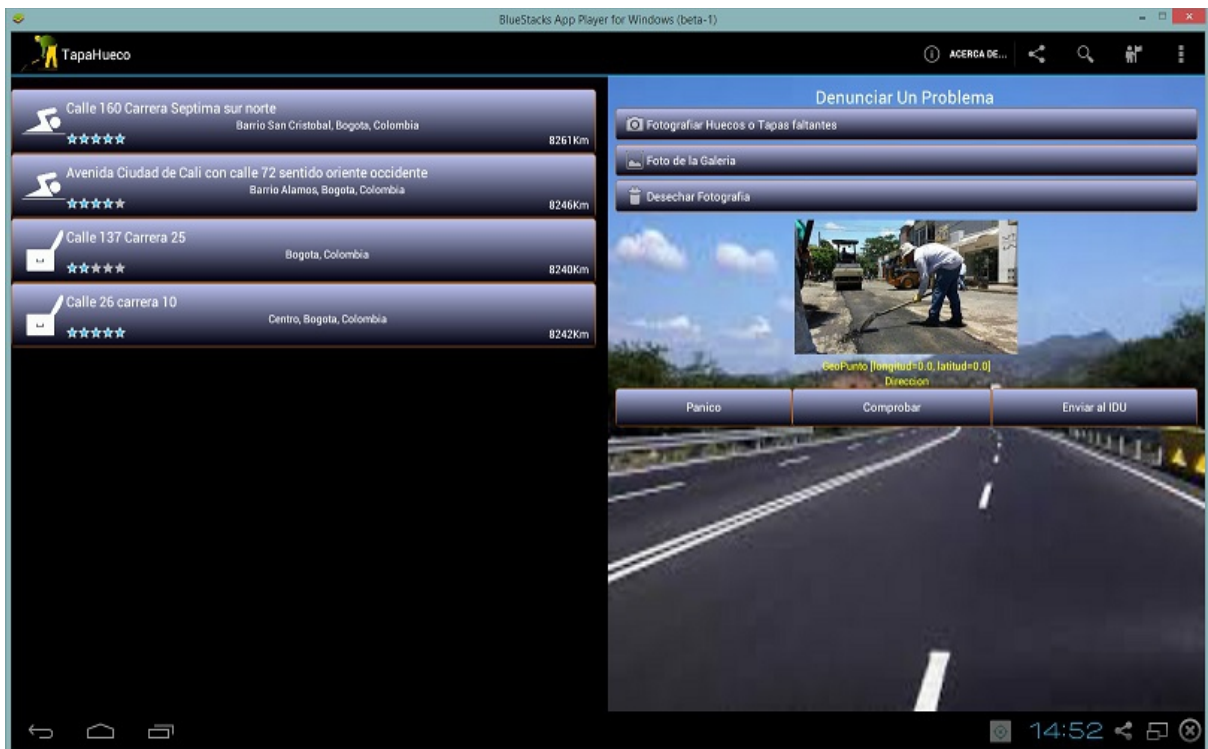 BlueStacks App Player for Windows (beta-1)
TapaHueco
ACERCA DE...
Calle 160 Carrera Septima sur norte
Barrio San Cristobal, Bogota, Colombia
8261Km
Avenida Ciudad de Cali con calle 72 sentido oriente occidente
Barrio Alamos, Bogota, Colombia
8246Km
Calle 137 Carrera 25
Bogota, Colombia
8240Km
Calle 26 carrera 10
Centro, Bogota, Colombia
8242Km
Denunciar Un Problema
Fotografiar Huecos o Tapas faltantes
Foto de la Galeria
Desechar Fotografia
GeoPunto [longitud=0.0, latitud=0.0]
Direccion
Panico
Comprobar
Enviar al IDU
14:52